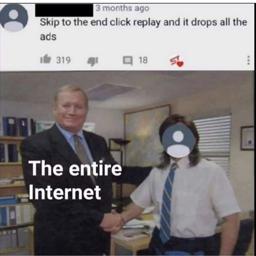 3 months ago
Skip to the end click replay and it drops all the
ads
319
18
The entire
Internet